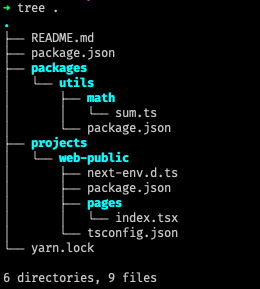 ➜ tree .
.
├── README.md
├── package.json
├── packages
│   └── utils
│       ├── math
│       │   └── sum.ts
│       └── package.json
├── projects
│   └── web-public
│       ├── next-env.d.ts
│       ├── package.json
│       ├── pages
│       │   └── index.tsx
│       └── tsconfig.json
└── yarn.lock
6 directories, 9 files